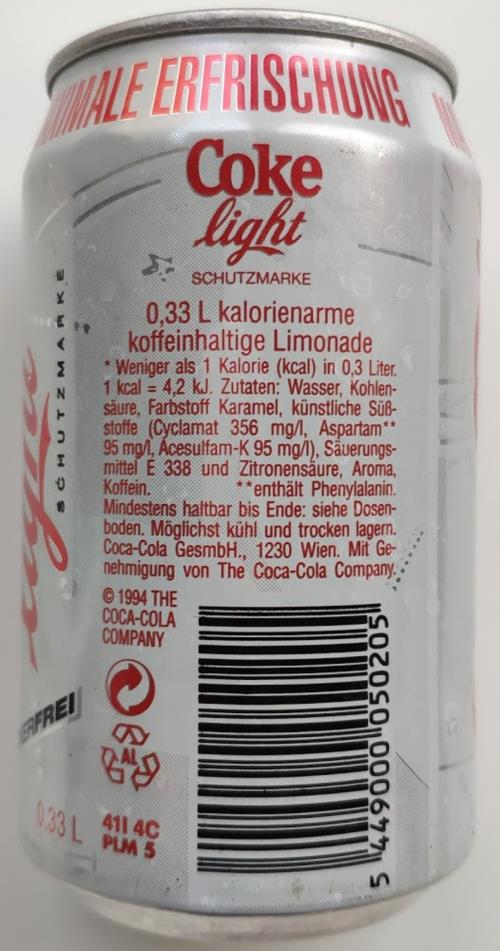 ERFRISCHUNG
Coke
light
SCHUTZMARKE
0,33 L kalorienarme
koffeinhaltige Limonade
* Weniger als 1 Kalorie (kcal) in 0,3 Liter.
1 kcal = 4,2 kJ. Zutaten: Wasser, Kohlen-
säure, Farbstoff Karamel, künstliche Süß-
stoffe (Cyclamat 356 mg/l, Aspartam**
95 mg/l, Acesulfam-K 95 mg/l), Säuerungs-
mittel E 338 und Zitronensäure, Aroma,
Koffein. **enthält Phenylalanin.
Mindestens haltbar bis Ende: siehe Dosen-
boden. Möglichst kühl und trocken lagern.
Coca-Cola GesmbH., 1230 Wien. Mit Ge-
nehmigung von The Coca-Cola Company.
© 1994 THE
COCA-COLA
COMPANY
AL
41I 4C
PLM 5
5 449000 050205
SCHUTZMARKE
0,33 L